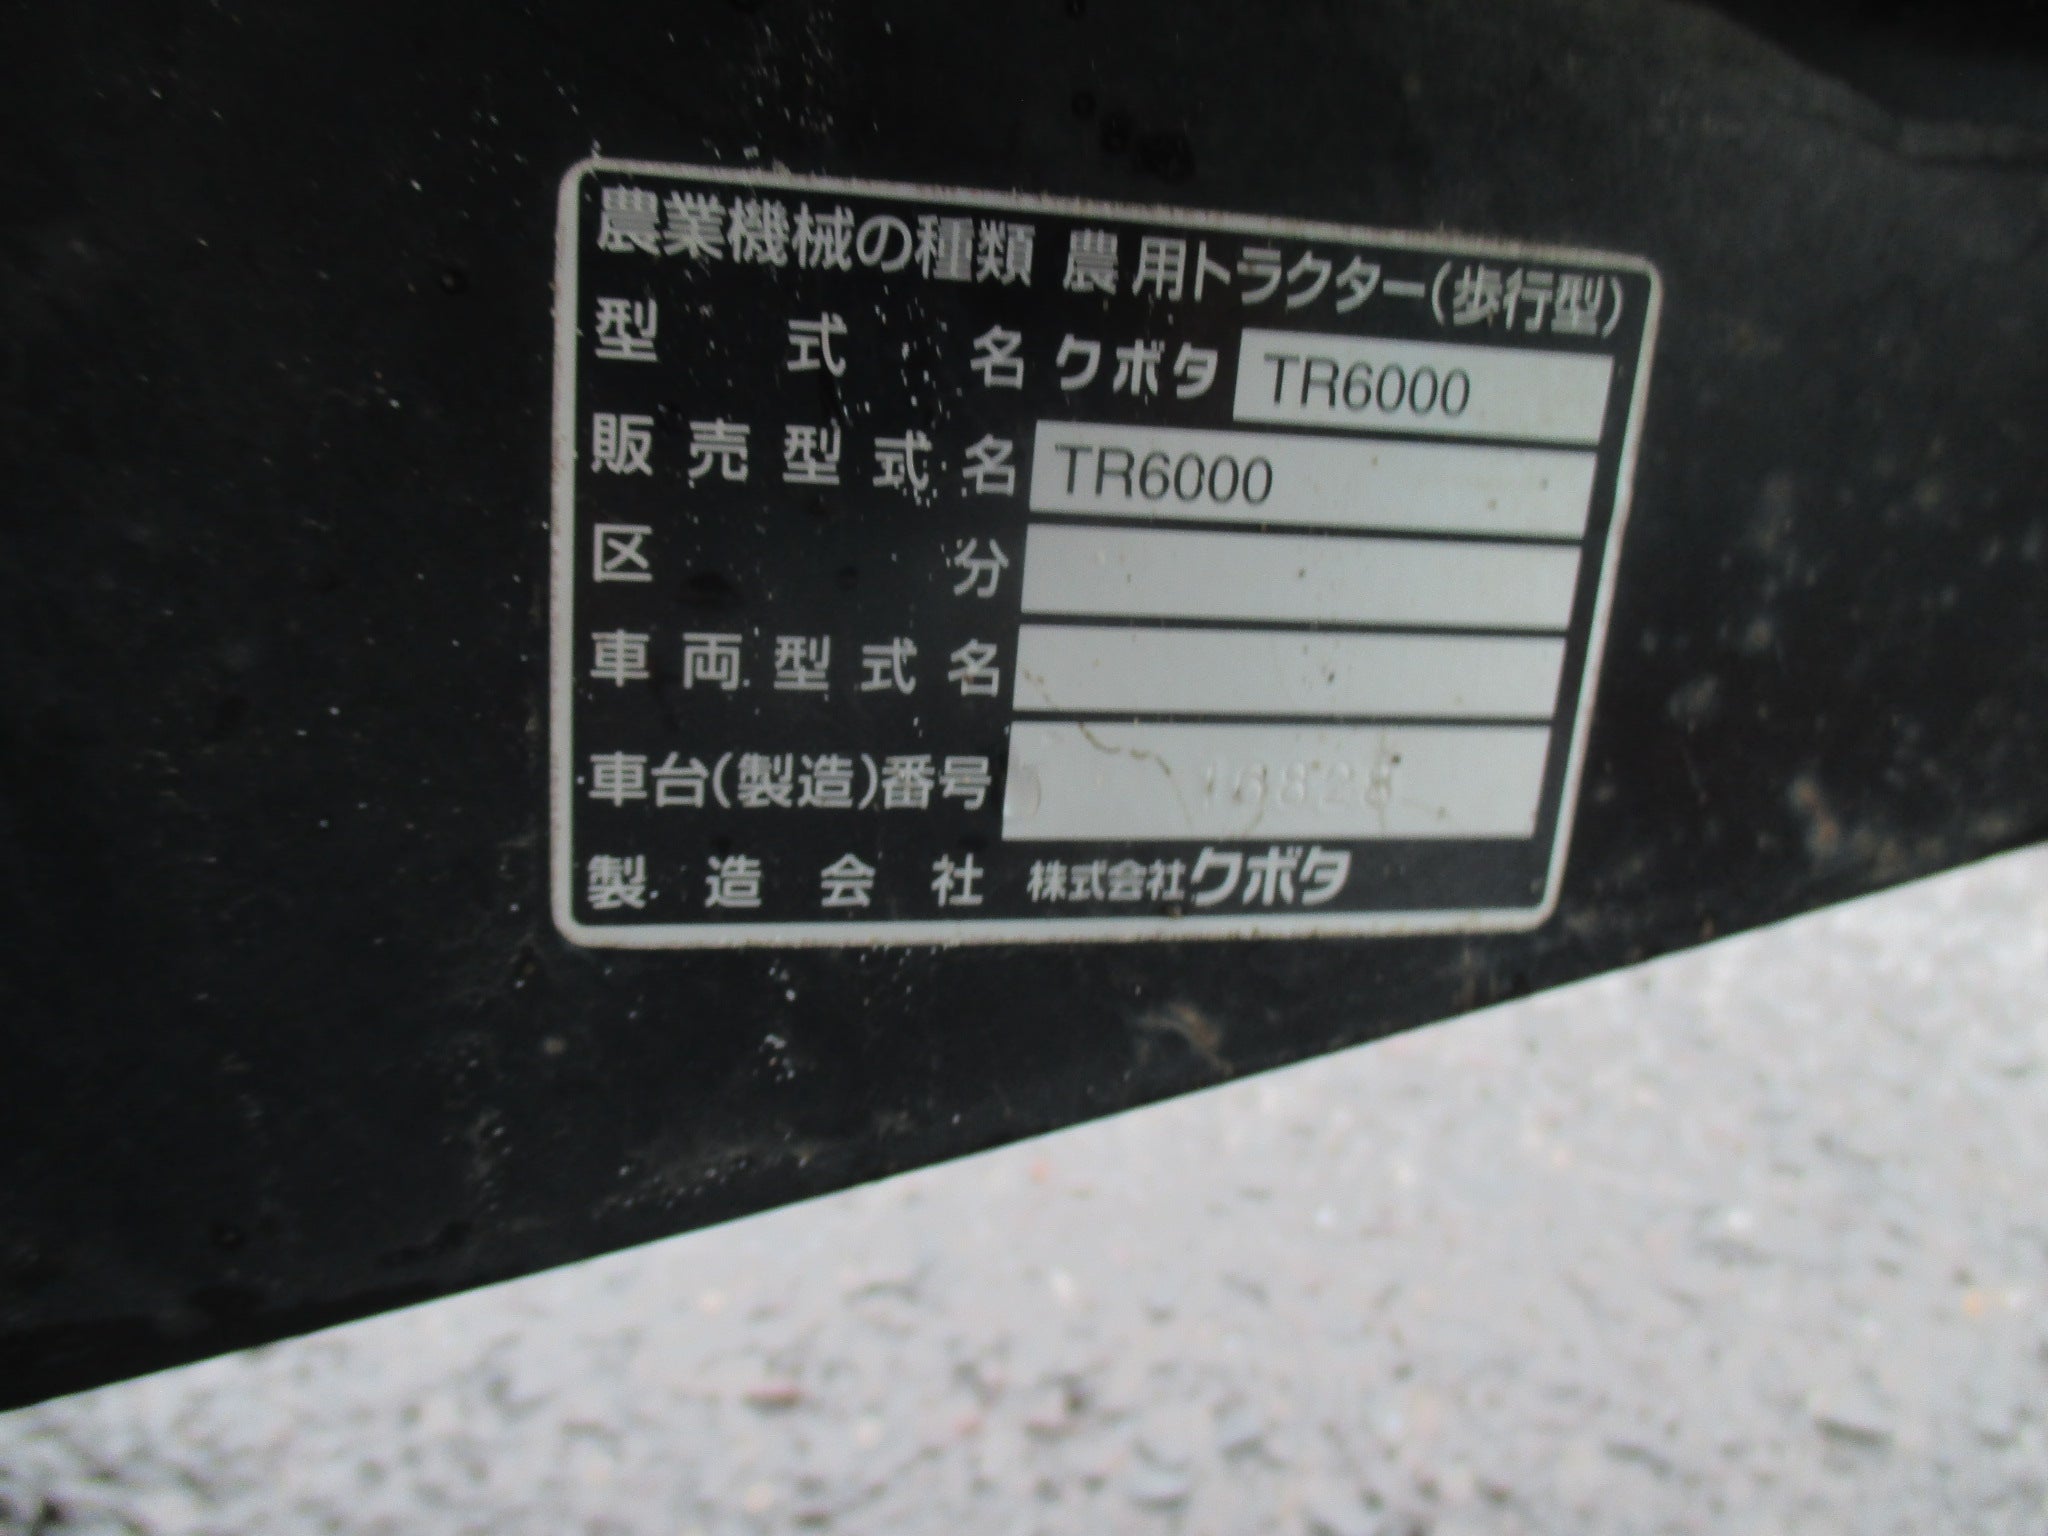 農業機械の種類 農用トラクター(歩行型)
型式名 クボタ TR6000
販売型式名 TR6000
区分
車両型式名
車台(製造)番号
製造会社 株式会社クボタ